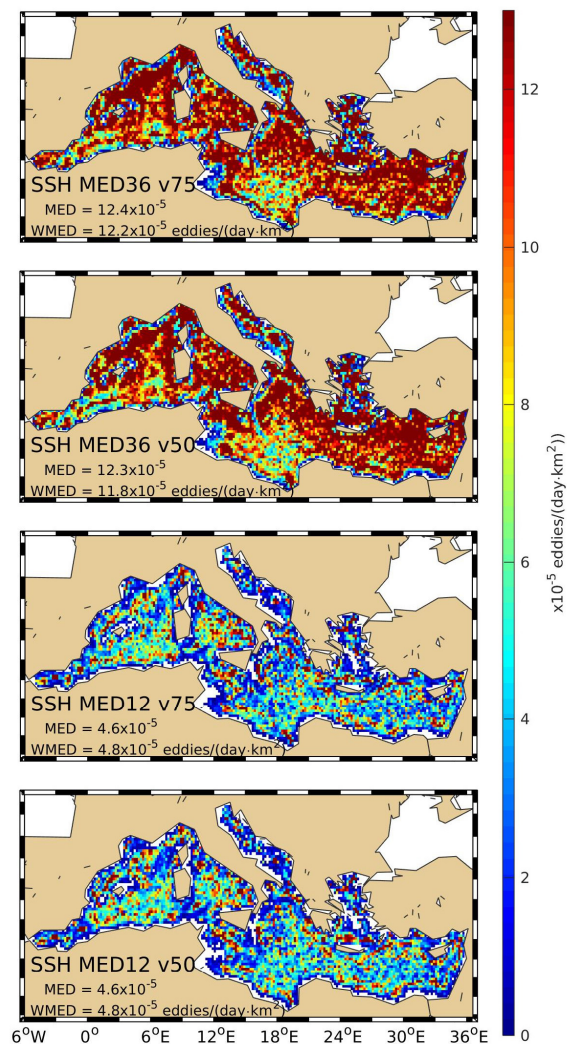 SSH MED36 v75
MED = 12.4x10⁻⁵
WMED = 12.2x10⁻⁵ eddies/(day·km²)
SSH MED36 v50
MED = 12.3x10⁻⁵
WMED = 11.8x10⁻⁵ eddies/(day·km²)
SSH MED12 v75
MED = 4.6x10⁻⁵
WMED = 4.8x10⁻⁵ eddies/(day·km²)
SSH MED12 v50
MED = 4.6x10⁻⁵
WMED = 4.8x10⁻⁵ eddies/(day·km²)
6°W 0° 6°E 12°E 18°E 24°E 30°E 36°E
12
10
8
6
4
2
0
x10⁻⁵ eddies/(day·km²))